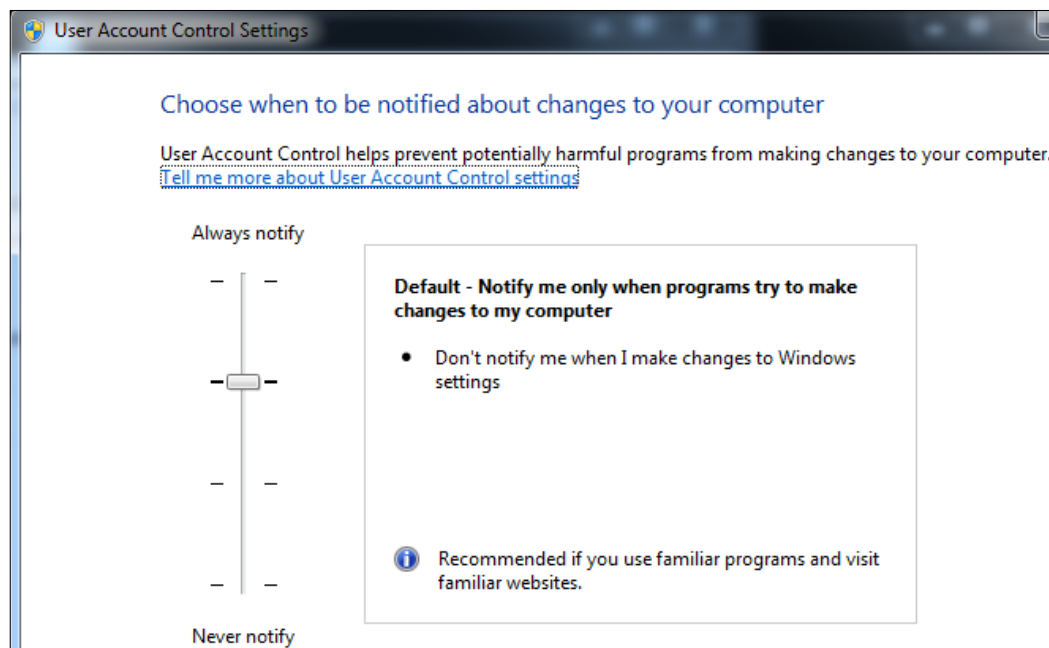 User Account Control Settings
Choose when to be notified about changes to your computer
User Account Control helps prevent potentially harmful programs from making changes to your computer.
Tell me more about User Account Control settings
Always notify
Default - Notify me only when programs try to make
changes to my computer
Don't notify me when I make changes to Windows
settings
Recommended if you use familiar programs and visit
familiar websites.
Never notify